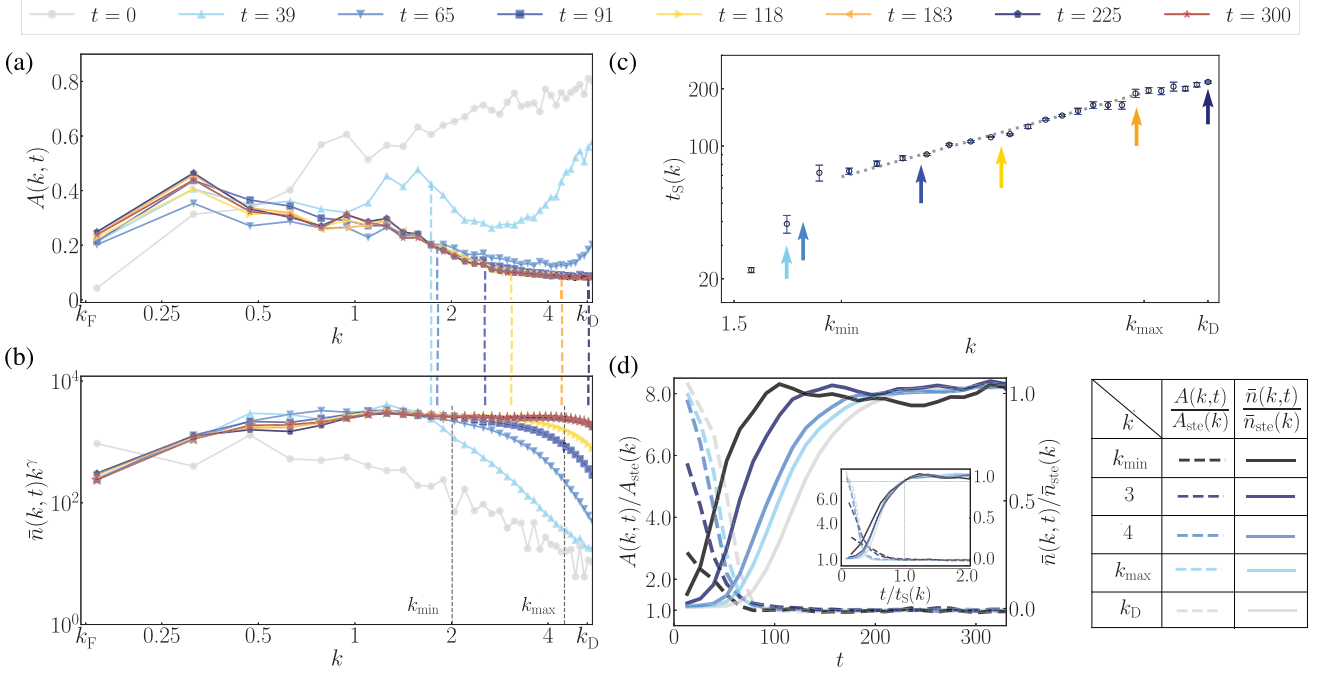 t = 0 t = 39 t = 65 t = 91 t = 118 t = 183 t = 225 t = 300
(a)
A(k, t)
0.8
0.6
0.4
0.2
0
k_F 0.25 0.5 1 2 4 k_D
k
(b)
n̄(k, t)k^γ
10^4
10^2
10^0
k_min
k_max
k_F 0.25 0.5 1 2 4 k_D
k
(c)
t_S(k)
200
100
20
1.5 k_min k_max k_D
k
(d)
A(k, t)/A_ste(k)
8.0
6.0
4.0
2.0
1.0
1.0
0.5
0.0
n̄(k, t)/n̄_ste(k)
0 100 200 300
t
6.0
4.0
1.0
1.0
0.5
0.0
0.0 1.0 2.0
t/t_S(k)
k A(k,t)/A_ste(k) n̄(k,t)/n̄_ste(k)
k_min
3
4
k_max
k_D